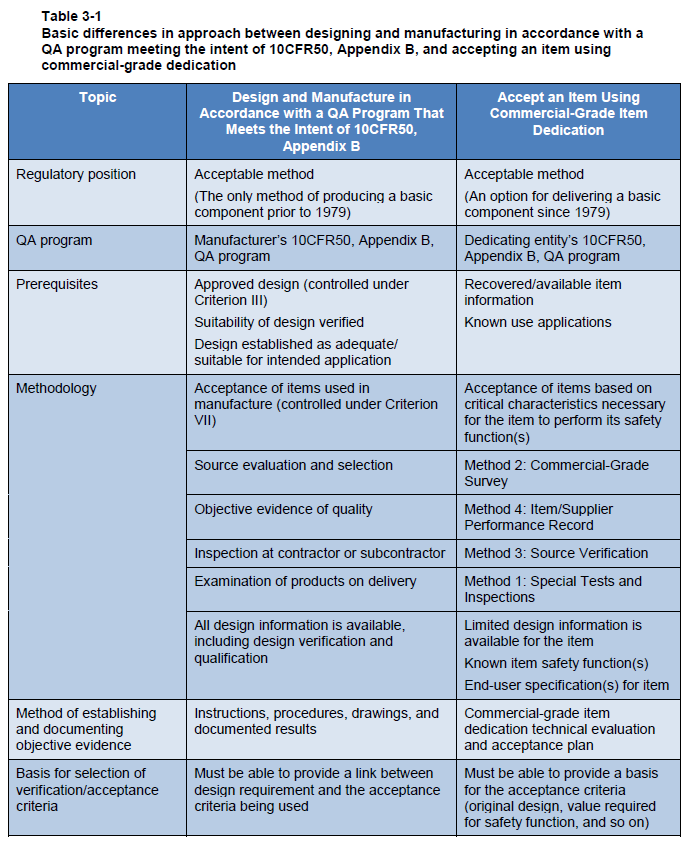 Table 3-1
Basic differences in approach between designing and manufacturing in accordance with a
QA program meeting the intent of 10CFR50, Appendix B, and accepting an item using
commercial-grade dedication
Topic
Design and Manufacture in
Accordance with a QA Program That
Meets the Intent of 10CFR50,
Appendix B
Accept an Item Using
Commercial-Grade Item
Dedication
Regulatory position
Acceptable method
(The only method of producing a basic
component prior to 1979)
Acceptable method
(An option for delivering a basic
component since 1979)
QA program
Manufacturer's 10CFR50, Appendix B,
QA program
Dedicating entity's 10CFR50,
Appendix B, QA program
Prerequisites
Approved design (controlled under
Criterion III)
Suitability of design verified
Design established as adequate/
suitable for intended application
Recovered/available item
information
Known use applications
Methodology
Acceptance of items used in
manufacture (controlled under Criterion
VII)
Acceptance of items based on
critical characteristics necessary
for the item to perform its safety
function(s)
Source evaluation and selection
Method 2: Commercial-Grade
Survey
Objective evidence of quality
Method 4: Item/Supplier
Performance Record
Inspection at contractor or subcontractor
Method 3: Source Verification
Examination of products on delivery
Method 1: Special Tests and
Inspections
All design information is available,
including design verification and
qualification
Limited design information is
available for the item
Known item safety function(s)
End-user specification(s) for item
Method of establishing
and documenting
objective evidence
Instructions, procedures, drawings, and
documented results
Commercial-grade item
dedication technical evaluation
and acceptance plan
Basis for selection of
verification/acceptance
criteria
Must be able to provide a link between
design requirement and the acceptance
criteria being used
Must be able to provide a basis
for the acceptance criteria
(original design, value required
for safety function, and so on)